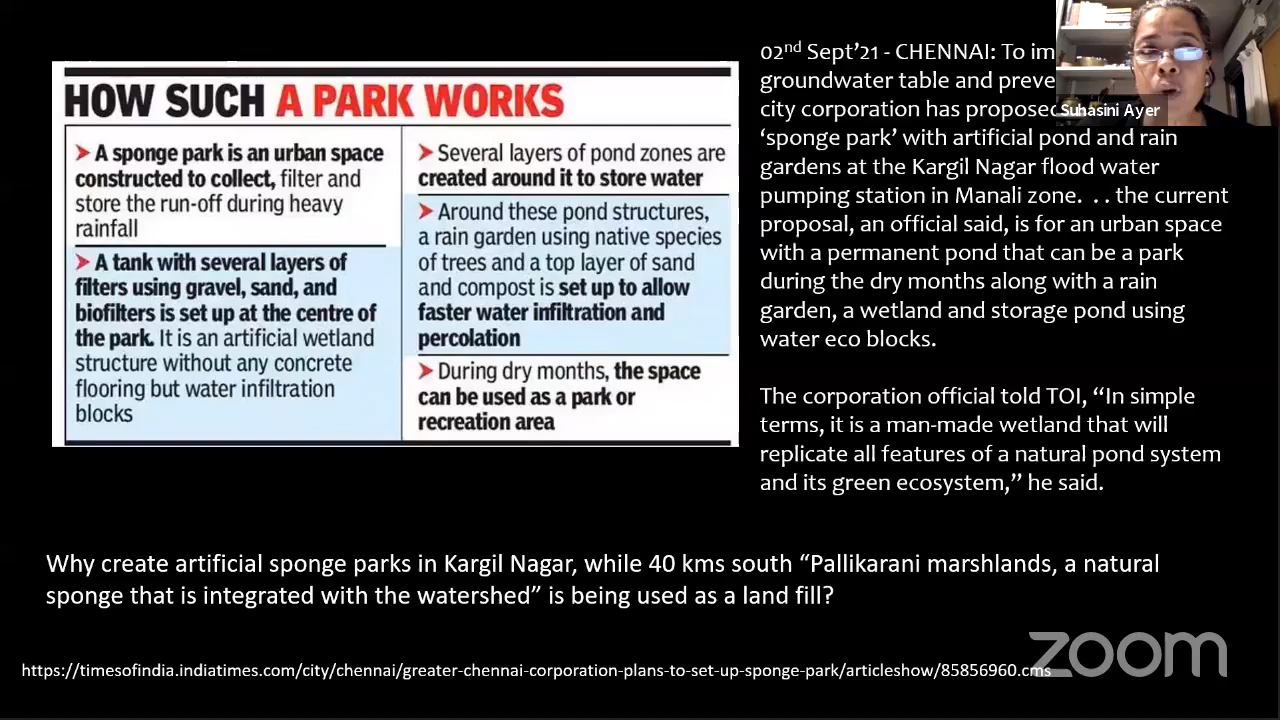 HOW SUCH A PARK WORKS
➤ A sponge park is an urban space
constructed to collect, filter and
store the run-off during heavy
rainfall
➤ A tank with several layers of
filters using gravel, sand, and
biofilters is set up at the centre of
the park. It is an artificial wetland
structure without any concrete
flooring but water infiltration
blocks
➤ Several layers of pond zones are
created around it to store water
➤ Around these pond structures,
a rain garden using native species
of trees and a top layer of sand
and compost is set up to allow
faster water infiltration and
percolation
➤ During dry months, the space
can be used as a park or
recreation area
02nd Sept’21 - CHENNAI: To im
groundwater table and preve
city corporation has proposed
‘sponge park’ with artificial pond and rain
gardens at the Kargil Nagar flood water
pumping station in Manali zone. . .. the current
proposal, an official said, is for an urban space
with a permanent pond that can be a park
during the dry months along with a rain
garden, a wetland and storage pond using
water eco blocks.
The corporation official told TOI, “In simple
terms, it is a man-made wetland that will
replicate all features of a natural pond system
and its green ecosystem,” he said.
Suhasini Ayer
Why create artificial sponge parks in Kargil Nagar, while 40 kms south “Pallikarani marshlands, a natural
sponge that is integrated with the watershed” is being used as a land fill?
https://timesofindia.indiatimes.com/city/chennai/greater-chennai-corporation-plans-to-set-up-sponge-park/articleshow/85856960.cms
zoom